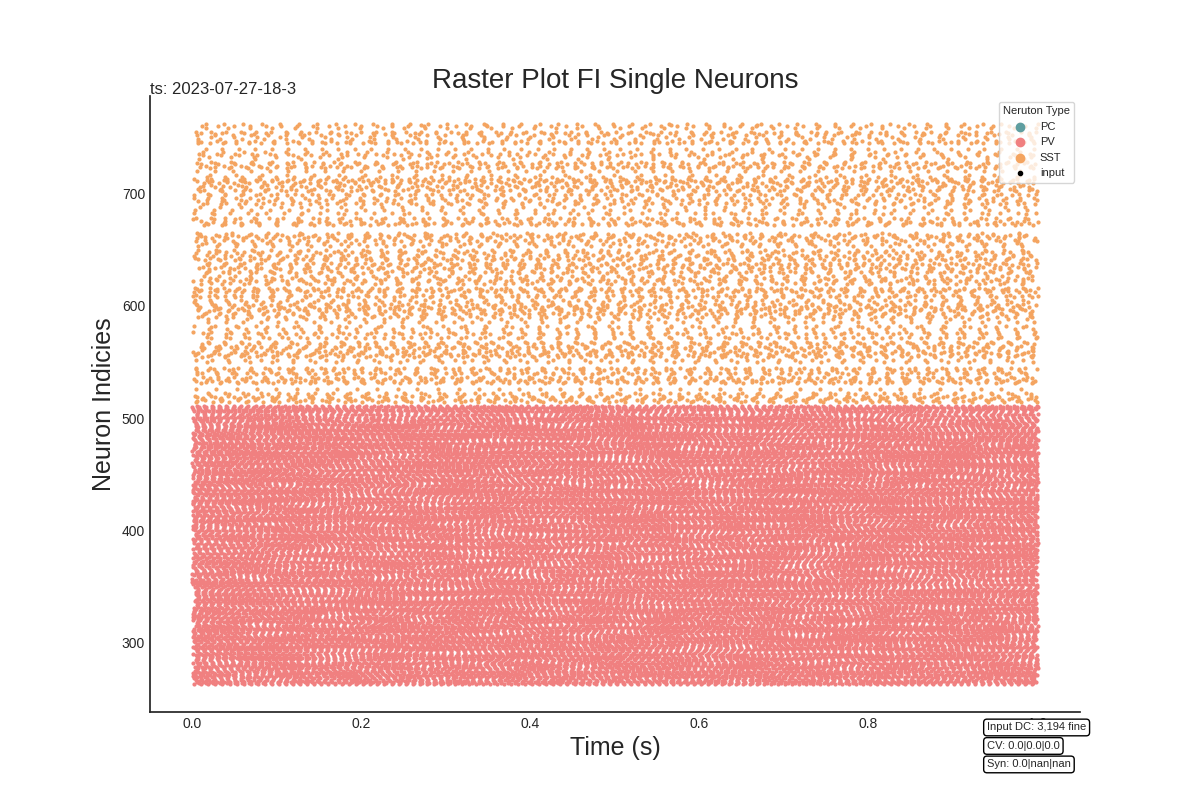 Raster Plot FI Single Neurons
ts: 2023-07-27-18-3
Neruton Type
PC
PV
SST
input
700
600
500
400
300
Neuron Indicies
0.0 0.2 0.4 0.6 0.8
Time (s)
Input DC: 3,194 fine
CV: 0.0|0.0|0.0
Syn: 0.0|nan|nan